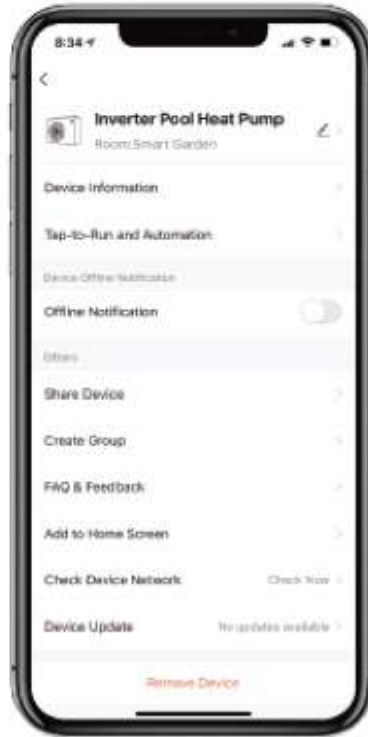 8:34
Inverter Pool Heat Pump
Room: Smart Garden
Device Information
Tap-to-Run and Automation
Device Offline Notification
Offline Notification
Others
Share Device
Create Group
FAQ & Feedback
Add to Home Screen
Check Device Network Check Now
Device Update No updates available
Remove Device